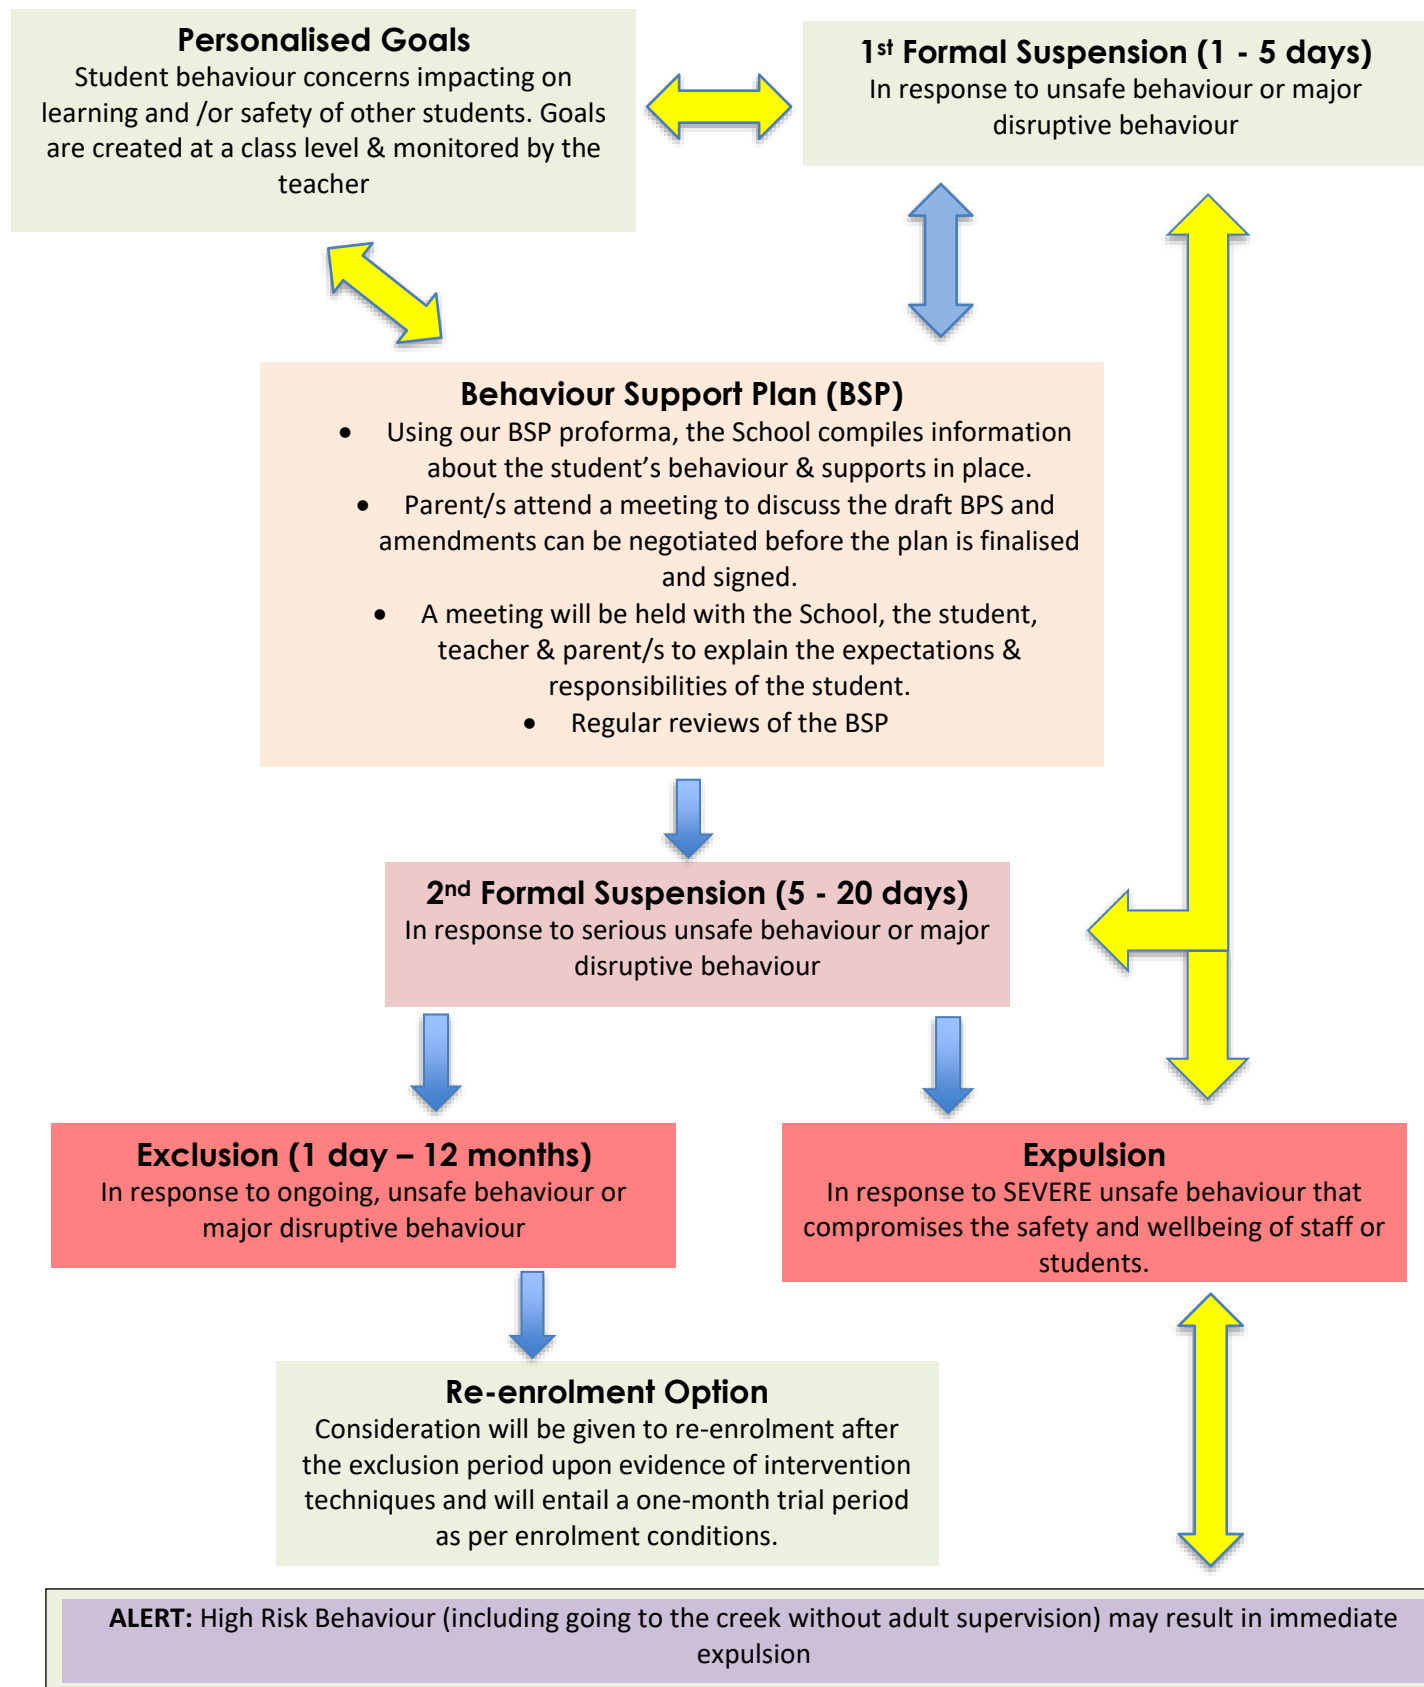 Personalised Goals
Student behaviour concerns impacting on
learning and /or safety of other students. Goals
are created at a class level & monitored by the
teacher
1st Formal Suspension (1 - 5 days)
In response to unsafe behaviour or major
disruptive behaviour
Behaviour Support Plan (BSP)
• Using our BSP proforma, the School compiles information
about the student’s behaviour & supports in place.
• Parent/s attend a meeting to discuss the draft BPS and
amendments can be negotiated before the plan is finalised
and signed.
• A meeting will be held with the School, the student,
teacher & parent/s to explain the expectations &
responsibilities of the student.
• Regular reviews of the BSP
2nd Formal Suspension (5 - 20 days)
In response to serious unsafe behaviour or major
disruptive behaviour
Exclusion (1 day – 12 months)
In response to ongoing, unsafe behaviour or
major disruptive behaviour
Expulsion
In response to SEVERE unsafe behaviour that
compromises the safety and wellbeing of staff or
students.
Re-enrolment Option
Consideration will be given to re-enrolment after
the exclusion period upon evidence of intervention
techniques and will entail a one-month trial period
as per enrolment conditions.
ALERT: High Risk Behaviour (including going to the creek without adult supervision) may result in immediate
expulsion